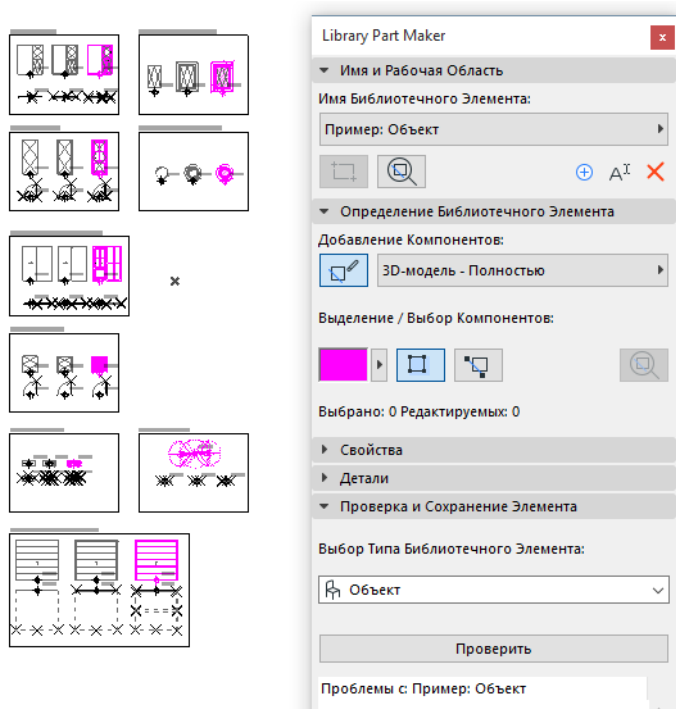 Library Part Maker
Имя и Рабочая Область
Имя Библиотечного Элемента:
Пример: Объект
Определение Библиотечного Элемента
Добавление Компонентов:
3D-модель - Полностью
Выделение / Выбор Компонентов:
Выбрано: 0 Редактируемых: 0
Свойства
Детали
Проверка и Сохранение Элемента
Выбор Типа Библиотечного Элемента:
Объект
Проверить
Проблемы с: Пример: Объект